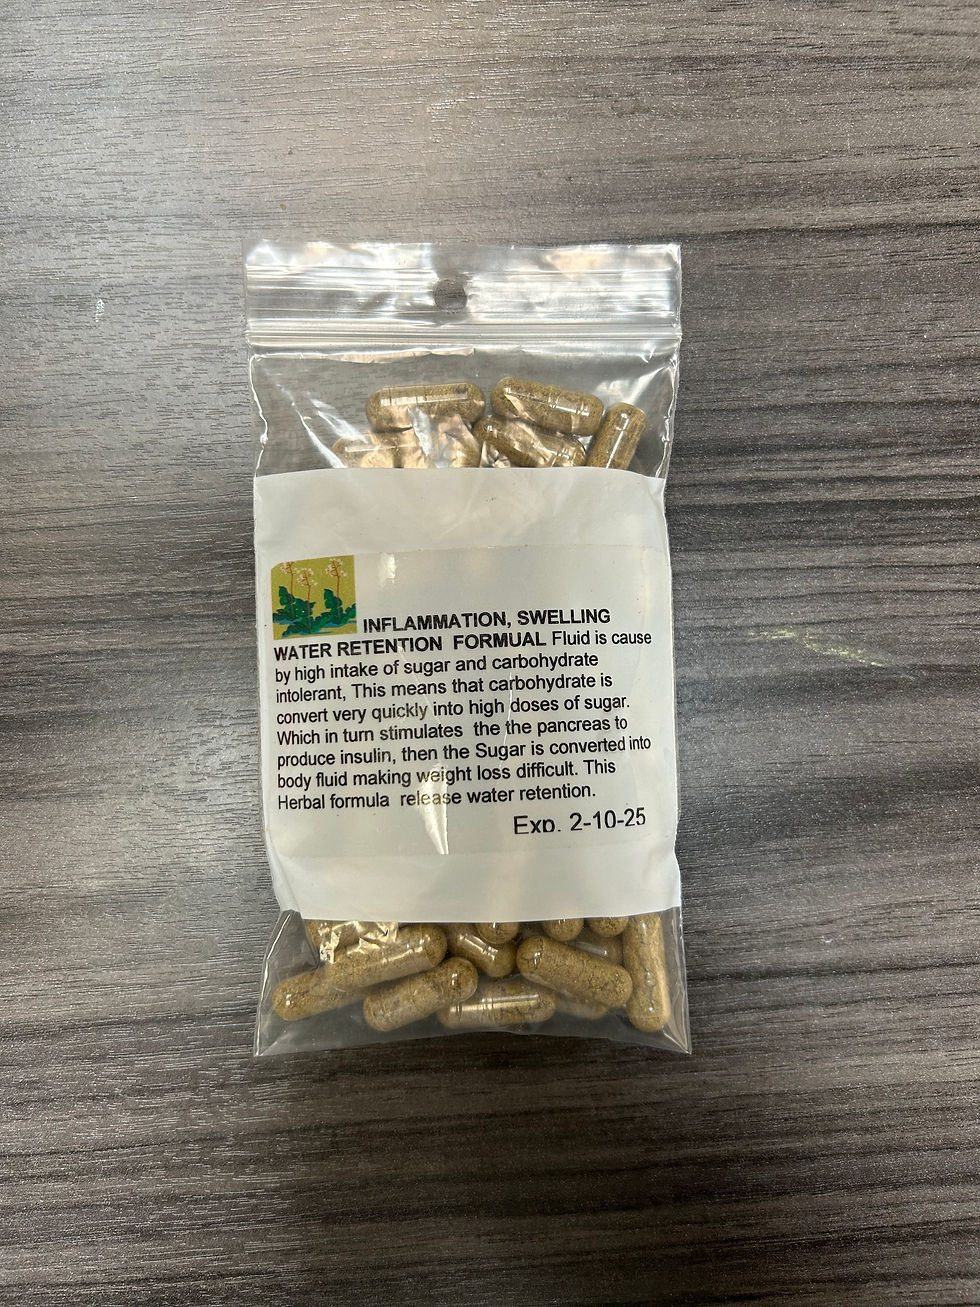 INFLAMMATION, SWELLING
WATER RETENTION FORMUAL Fluid is cause
by high intake of sugar and carbohydrate
intolerant, This means that carbohydrate is
convert very quickly into high doses of sugar.
Which in turn stimulates the the pancreas to
produce insulin, then the Sugar is converted into
body fluid making weight loss difficult. This
Herbal formula release water retention.
Exp. 2-10-25